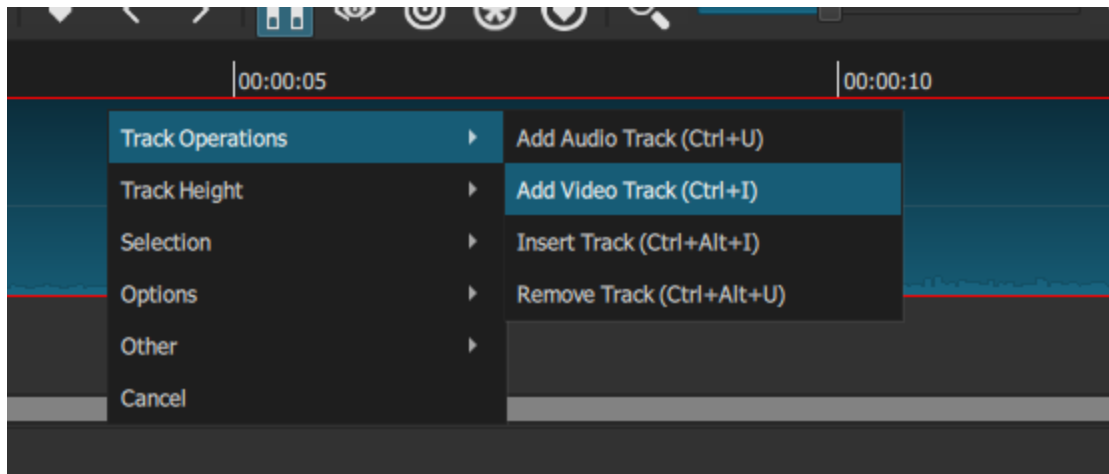 00:00:05 00:00:10
Track Operations
Add Audio Track (Ctrl+U)
Track Height
Add Video Track (Ctrl+I)
Selection
Insert Track (Ctrl+Alt+I)
Options
Remove Track (Ctrl+Alt+U)
Other
Cancel